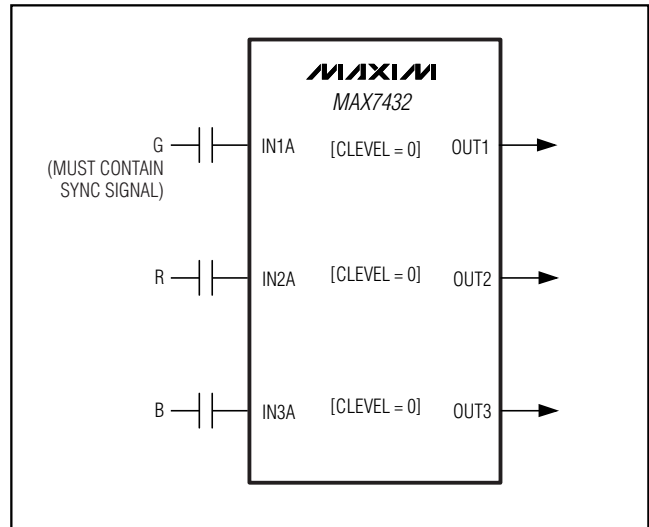 MAXIM
MAX7432
G
(MUST CONTAIN
SYNC SIGNAL)
IN1A [CLEVEL = 0] OUT1
R IN2A [CLEVEL = 0] OUT2
B IN3A [CLEVEL = 0] OUT3